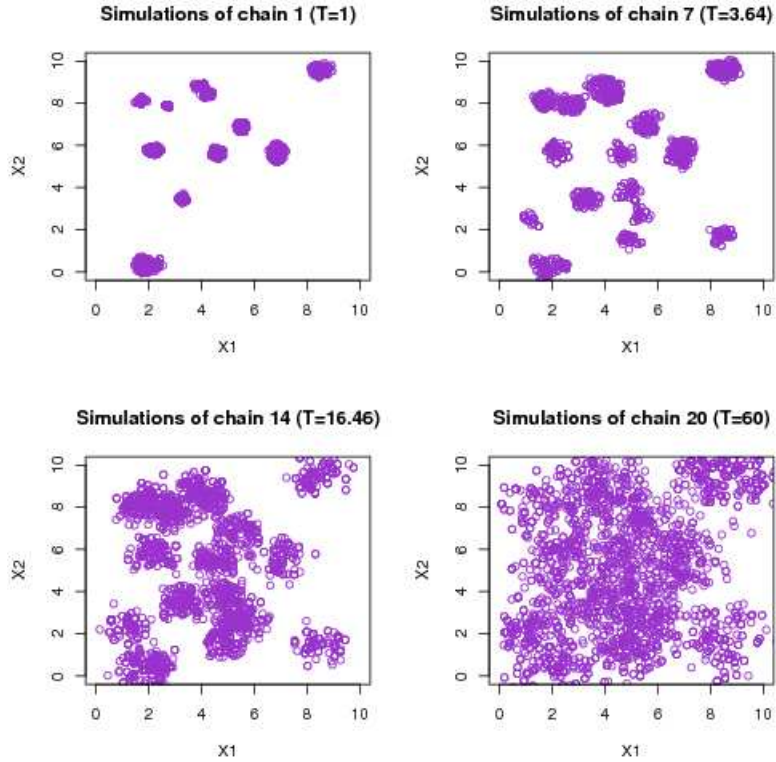 Simulations of chain 1 (T=1)
X2
0 2 4 6 8 10
0 2 4 6 8 10
X1
Simulations of chain 7 (T=3.64)
X2
0 2 4 6 8 10
0 2 4 6 8 10
X1
Simulations of chain 14 (T=16.46)
X2
0 2 4 6 8 10
0 2 4 6 8 10
X1
Simulations of chain 20 (T=60)
X2
0 2 4 6 8 10
0 2 4 6 8 10
X1